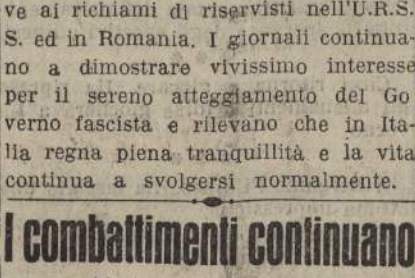 ve ai richiami di riservisti nell'U.R.S.
S. ed in Romania. I giornali continua-
no a dimostrare vivissimo interesse
per il sereno atteggiamento del Go
verno fascista e rilevano che in Ita-
lia regna piena tranquillità e la vita
continua a svolgersi normalmente.
I combattimenti continuano